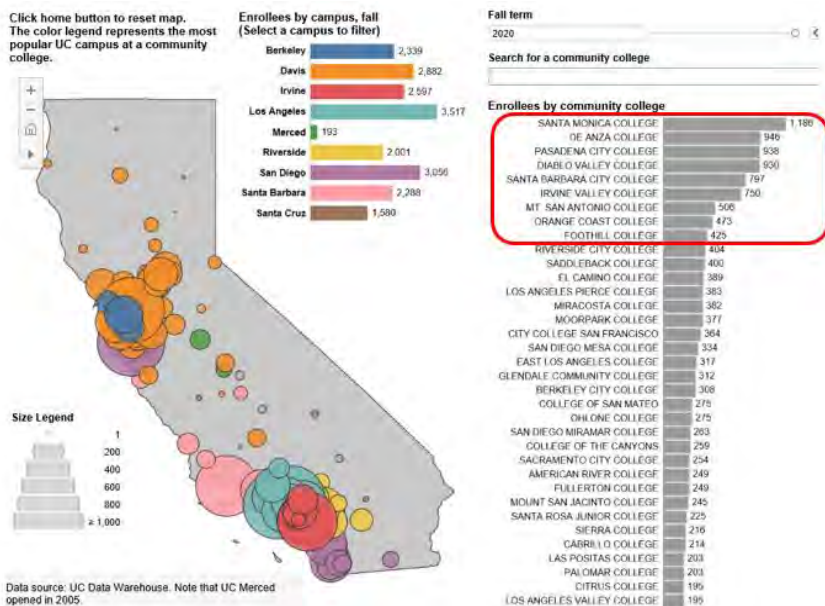 Click home button to reset map.
The color legend represents the most
popular UC campus at a community
college.
Enrollees by campus, fall
(Select a campus to filter)
Berkeley 2,339
Davis 2,882
Irvine 2,597
Los Angeles 3,517
Merced 193
Riverside 2,001
San Diego 3,056
Santa Barbara 2,288
Santa Cruz 1,580
Size Legend
1
200
400
600
800
≥ 1,000
Data source: UC Data Warehouse. Note that UC Merced
opened in 2005.
Fall term
2020
Search for a community college
Enrollees by community college
SANTA MONICA COLLEGE 1,186
DE ANZA COLLEGE 946
PASADENA CITY COLLEGE 938
DIABLO VALLEY COLLEGE 930
SANTA BARBARA CITY COLLEGE 797
IRVINE VALLEY COLLEGE 750
MT. SAN ANTONIO COLLEGE 506
ORANGE COAST COLLEGE 473
FOOTHILL COLLEGE 425
RIVERSIDE CITY COLLEGE 404
SADDLEBACK COLLEGE 400
EL CAMINO COLLEGE 389
LOS ANGELES PIERCE COLLEGE 383
MIRACOSTA COLLEGE 382
MOORPARK COLLEGE 377
CITY COLLEGE SAN FRANCISCO 364
SAN DIEGO MESA COLLEGE 334
EAST LOS ANGELES COLLEGE 317
GLENDALE COMMUNITY COLLEGE 312
BERKELEY CITY COLLEGE 308
COLLEGE OF SAN MATEO 275
OHLONE COLLEGE 275
SAN DIEGO MIRAMAR COLLEGE 263
COLLEGE OF THE CANYONS 259
SACRAMENTO CITY COLLEGE 254
AMERICAN RIVER COLLEGE 249
FULLERTON COLLEGE 249
MOUNT SAN JACINTO COLLEGE 245
SANTA ROSA JUNIOR COLLEGE 225
SIERRA COLLEGE 216
CABRILLO COLLEGE 214
LAS POSITAS COLLEGE 203
PALOMAR COLLEGE 203
CITRUS COLLEGE 195
LOS ANGELES VALLEY COLLEGE 195